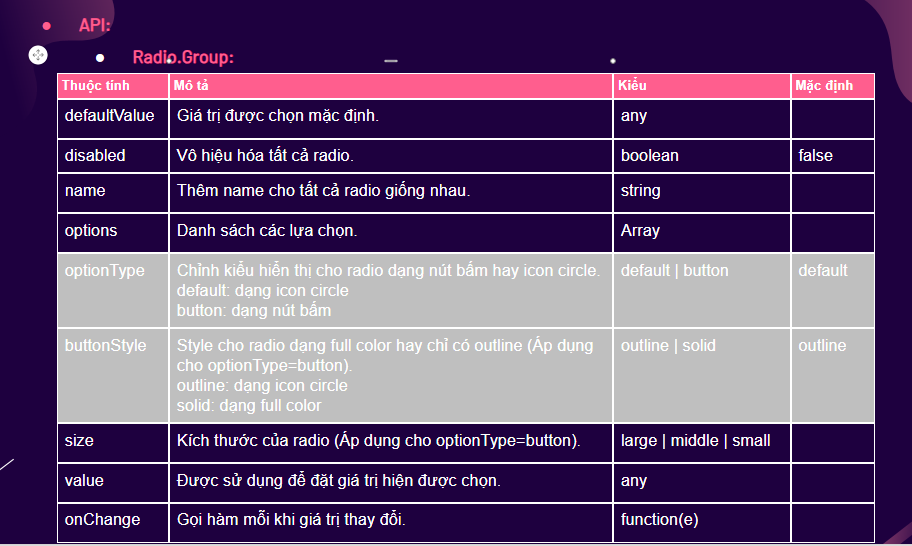 API:
Radio.Group:
Thuộc tính Mô tả Kiểu Mặc định
defaultValue Giá trị được chọn mặc định. any
disabled Vô hiệu hóa tất cả radio. boolean false
name Thêm name cho tất cả radio giống nhau. string
options Danh sách các lựa chọn. Array
optionType Chỉnh kiểu hiển thị cho radio dạng nút bấm hay icon circle. default | button default
default: dạng icon circle
button: dạng nút bấm
buttonStyle Style cho radio dạng full color hay chỉ có outline (Áp dụng outline | solid outline
cho optionType=button).
outline: dạng icon circle
solid: dạng full color
size Kích thước của radio (Áp dụng cho optionType=button). large | middle | small
value Được sử dụng để đặt giá trị hiện được chọn. any
onChange Gọi hàm mỗi khi giá trị thay đổi. function(e)